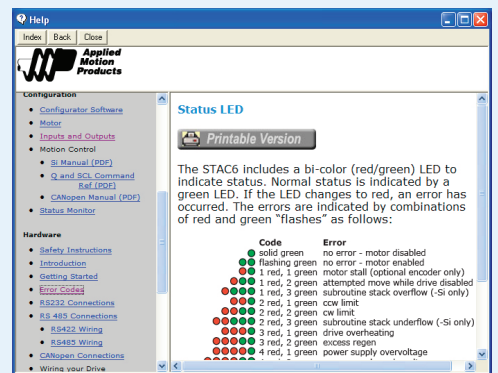 Help
Index Back Close
Applied
Motion
Products
Configuration
Configurator Software
Motor
Inputs and Outputs
Motion Control
Si Manual (PDF)
Q and SCL Command
Ref (PDF)
CANopen Manual (PDF)
Status Monitor
Hardware
Safety Instructions
Introduction
Getting Started
Error Codes
RS232 Connections
RS 485 Connections
RS422 Wiring
RS485 Wiring
CANopen Connections
Wiring your Drive
Status LED
Printable Version
The STAC6 includes a bi-color (red/green) LED to
indicate status. Normal status is indicated by a
green LED. If the LED changes to red, an error has
occurred. The errors are indicated by combinations
of red and green "flashes" as follows:
Code Error
solid green no error - motor disabled
flashing green no error - motor enabled
1 red, 1 green motor stall (optional encoder only)
1 red, 2 green attempted move while drive disabled
1 red, 3 green subroutine stack overflow (-Si only)
2 red, 1 green ccw limit
2 red, 2 green cw limit
2 red, 3 green subroutine stack underflow (-Si only)
3 red, 1 green drive overheating
3 red, 2 green excess regen
4 red, 1 green power supply overvoltage